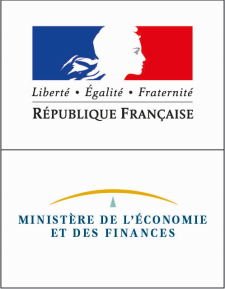 Liberté • Égalité • Fraternité
RÉPUBLIQUE FRANÇAISE
MINISTÈRE DE L'ÉCONOMIE
ET DES FINANCES